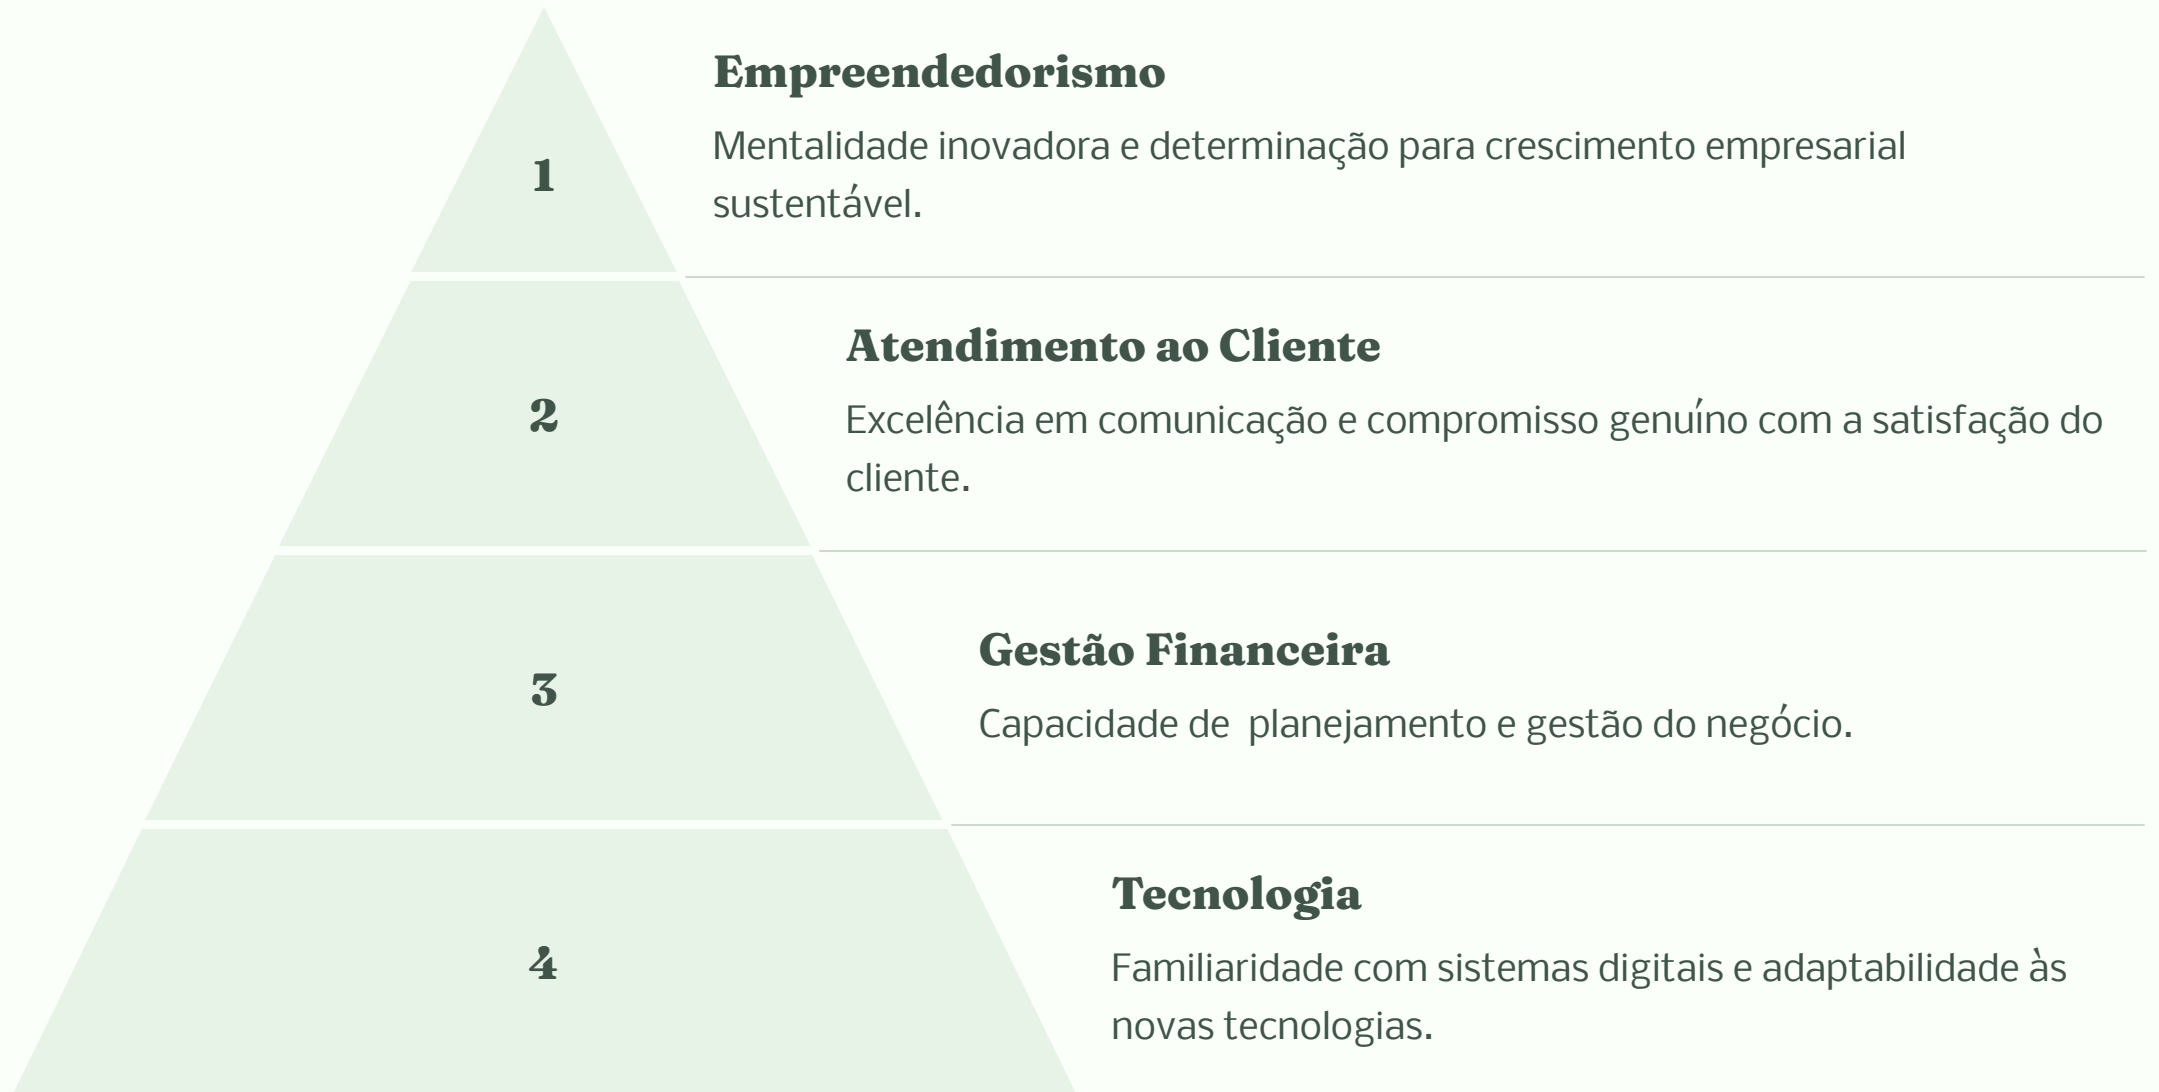 Empreendedorismo
1
Mentalidade inovadora e determinação para crescimento empresarial
sustentável.
Atendimento ao Cliente
2
Excelência em comunicação e compromisso genuíno com a satisfação do
cliente.
Gestão Financeira
3
Capacidade de  planejamento e gestão do negócio.
Tecnologia
4
Familiaridade com sistemas digitais e adaptabilidade às
novas tecnologias.